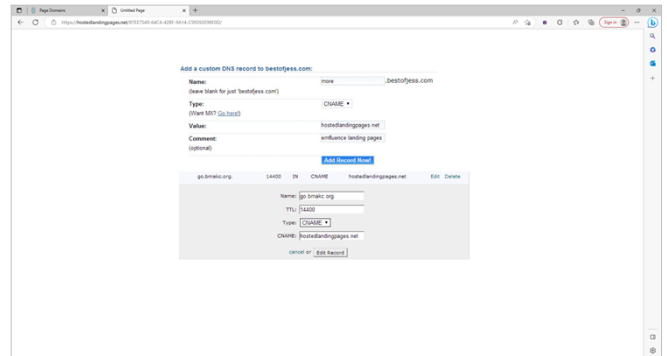 Page Domains
Untitled Page
Sign in
Add a custom DNS record to bestofjess.com:
Name: more .bestofjess.com
(leave blank for just 'bestofjess.com')
Type: CNAME
(Want MX? Go here!)
Value: hostedlandingpages.net
Comment: emfluence landing pages
(optional)
Add Record Now!
go.bmakc.org. 14400 IN CNAME hostedlandingpages.net Edit Delete
Name: go.bmakc.org
TTL: 14400
Type: CNAME
CNAME: hostedlandingpages.net
cancel or Edit Record